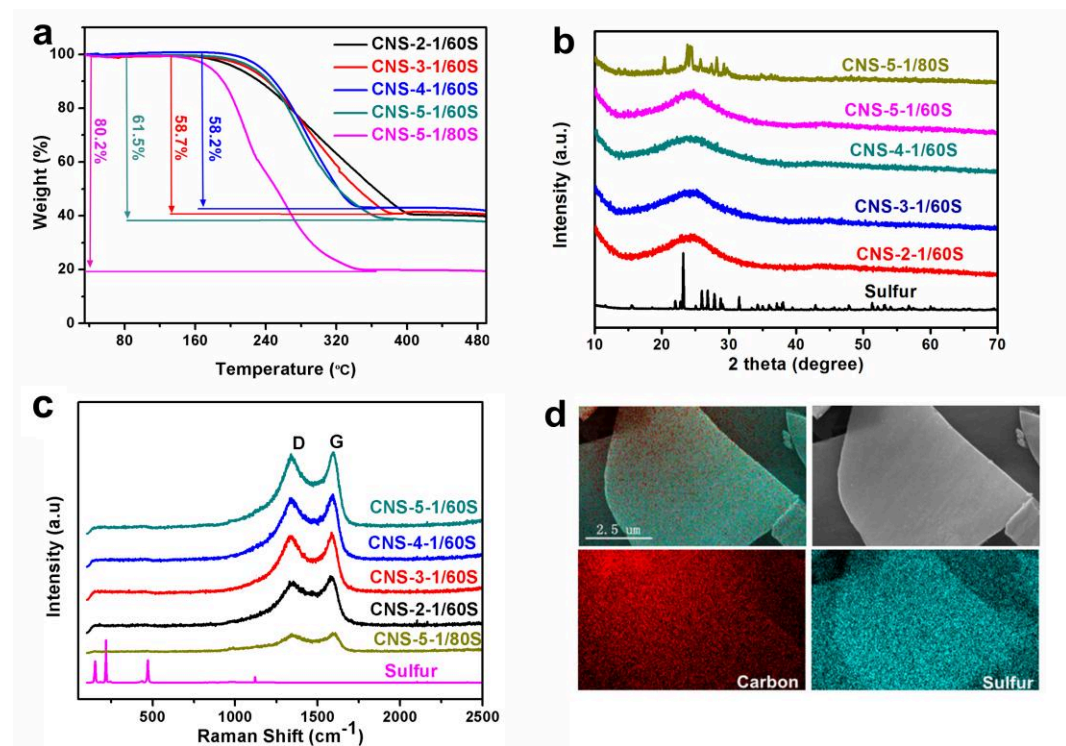 a
100
80
60
40
20
0
Weight (%)
CNS-2-1/60S
CNS-3-1/60S
CNS-4-1/60S
CNS-5-1/60S
CNS-5-1/80S
80.2%
61.5%
58.7%
58.2%
80 160 240 320 400 480
Temperature (°C)
b
Intensity (a.u.)
CNS-5-1/80S
CNS-5-1/60S
CNS-4-1/60S
CNS-3-1/60S
CNS-2-1/60S
Sulfur
10 20 30 40 50 60 70
2 theta (degree)
c
Intensity (a.u)
D G
CNS-5-1/60S
CNS-4-1/60S
CNS-3-1/60S
CNS-2-1/60S
CNS-5-1/80S
Sulfur
500 1000 1500 2000 2500
Raman Shift (cm-1)
d
2.5 um
Carbon
Sulfur